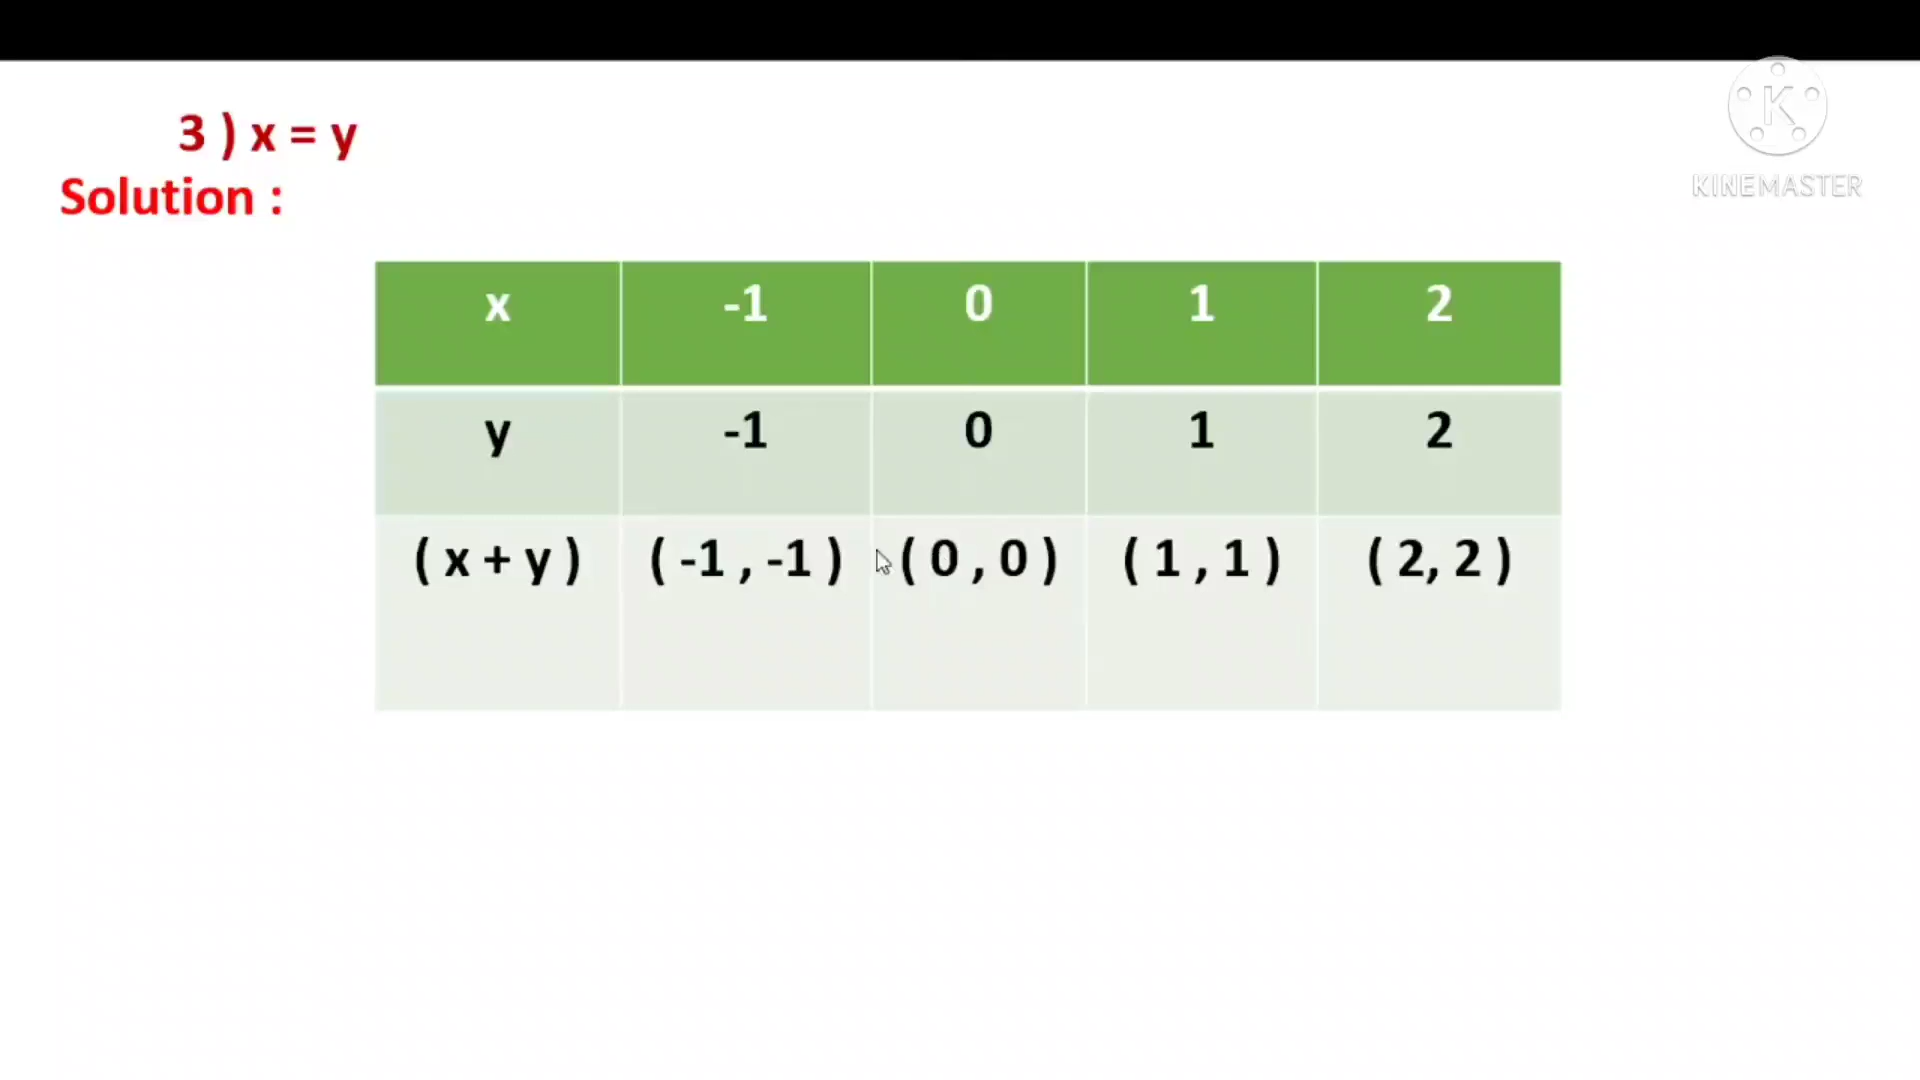 3 ) x = y
Solution :
K
KINEMASTER
x -1 0 1 2
y -1 0 1 2
( x + y ) ( -1 , -1 ) ( 0 , 0 ) ( 1 , 1 ) ( 2, 2 )